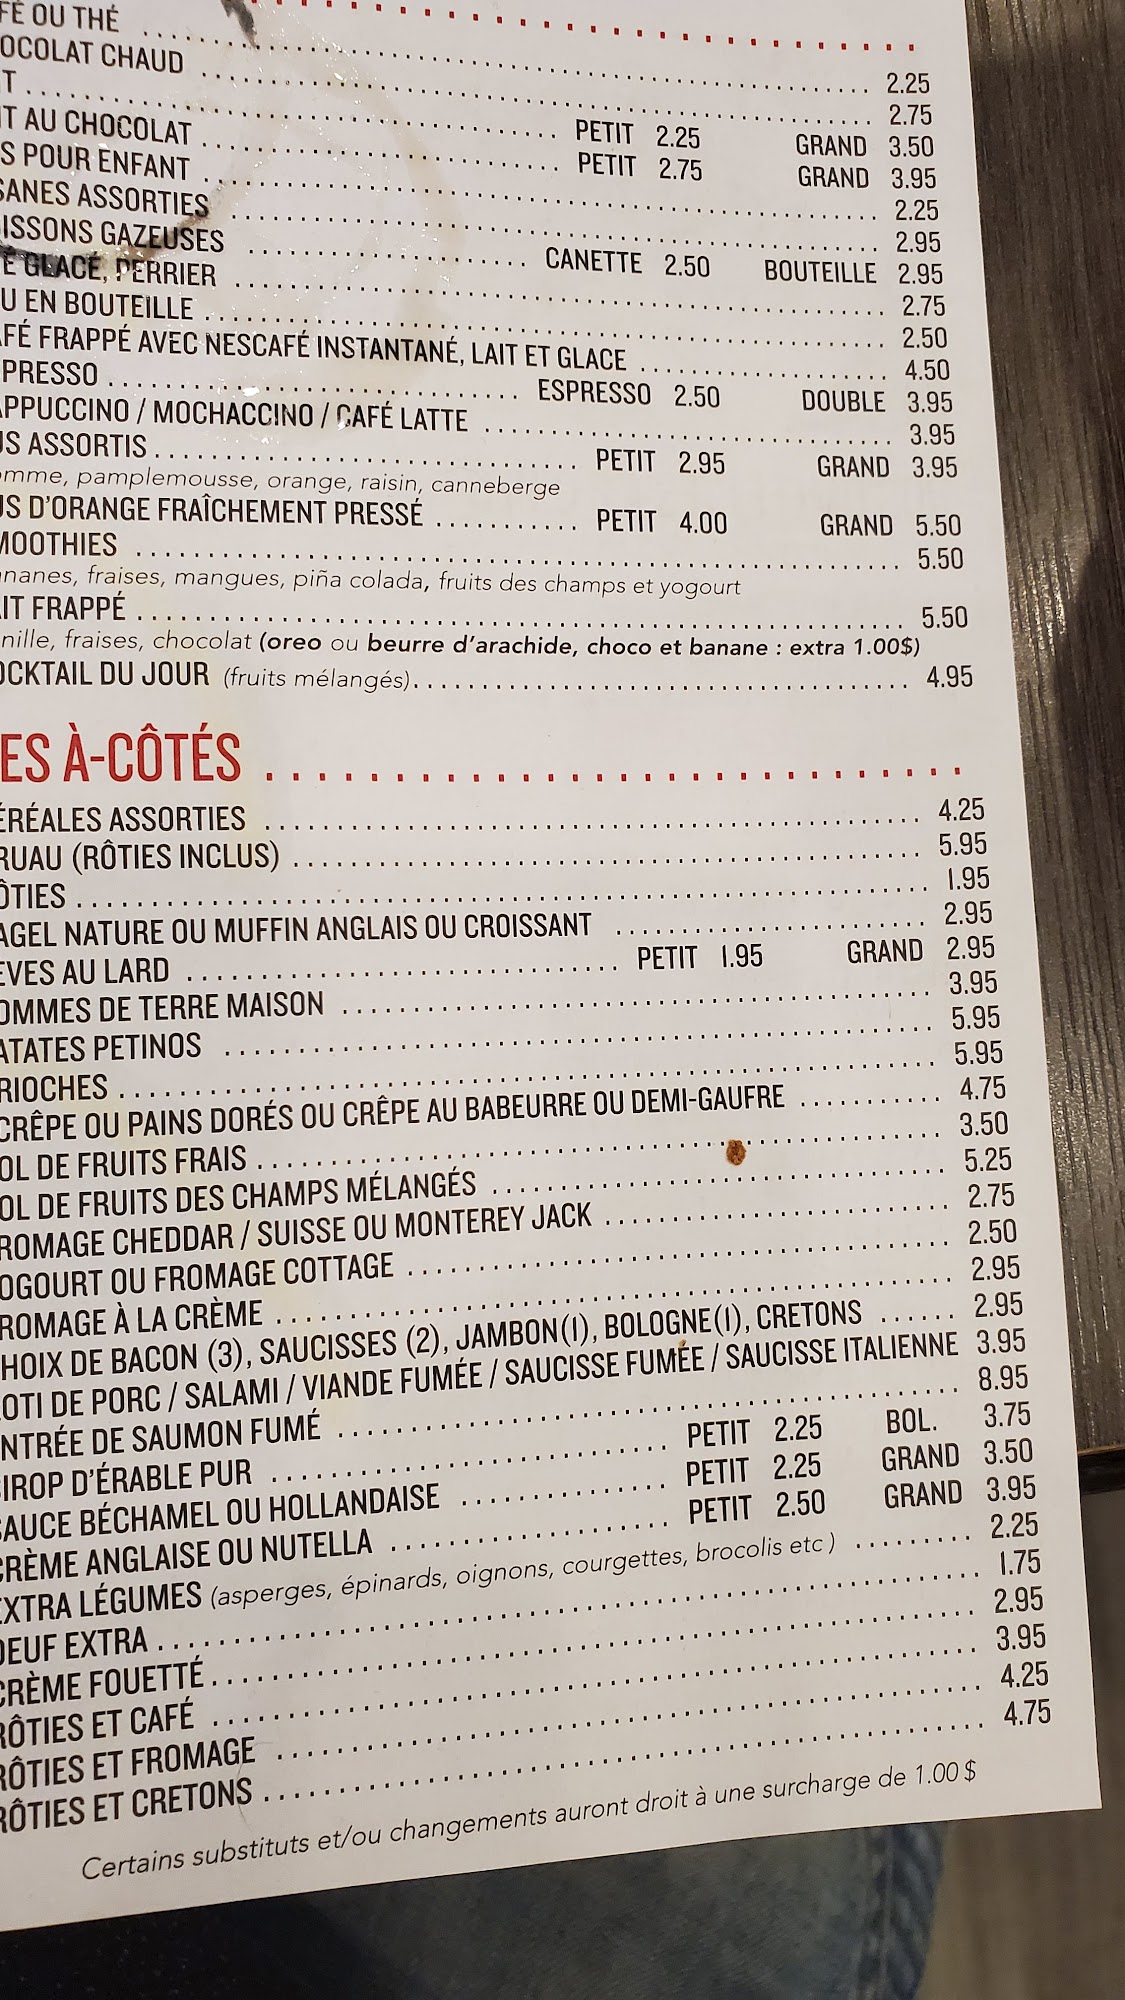 FÉ OU THÉ ........ 2.25
OCOLAT CHAUD ........ 2.75
T ........ PETIT 2.25 GRAND 3.50
T AU CHOCOLAT ........ PETIT 2.75 GRAND 3.95
S POUR ENFANT ........ 2.25
SANES ASSORTIES ........ 2.95
ISSONS GAZEUSES ........ CANETTE 2.50 BOUTEILLE 2.95
É GLACÉ, PERRIER ........ 2.75
U EN BOUTEILLE ........ 2.50
FÉ FRAPPÉ AVEC NESCAFÉ INSTANTANÉ, LAIT ET GLACE ........ 4.50
PRESSO ........ ESPRESSO 2.50 DOUBLE 3.95
APPUCCINO / MOCHACCINO / CAFÉ LATTE ........ 3.95
US ASSORTIS ........ PETIT 2.95 GRAND 3.95
omme, pamplemousse, orange, raisin, canneberge
US D'ORANGE FRAÎCHEMENT PRESSÉ ........ PETIT 4.00 GRAND 5.50
MOOTHIES ........ 5.50
nanes, fraises, mangues, piña colada, fruits des champs et yogourt
IT FRAPPÉ ........ 5.50
nille, fraises, chocolat (oreo ou beurre d'arachide, choco et banane : extra 1.00$)
OCKTAIL DU JOUR (fruits mélangés) ........ 4.95
ES À-CÔTÉS
ÉRÉALES ASSORTIES ........ 4.25
RUAU (RÔTIES INCLUS) ........ 5.95
ÔTIES ........ 1.95
AGEL NATURE OU MUFFIN ANGLAIS OU CROISSANT ........ 2.95
ÈVES AU LARD ........ PETIT 1.95 GRAND 2.95
OMMES DE TERRE MAISON ........ 3.95
ATATES PETINOS ........ 5.95
RIOCHES ........ 5.95
CRÊPE OU PAINS DORÉS OU CRÊPE AU BABEURRE OU DEMI-GAUFRE ........ 4.75
OL DE FRUITS FRAIS ........ 3.50
OL DE FRUITS DES CHAMPS MÉLANGÉS ........ 5.25
ROMAGE CHEDDAR / SUISSE OU MONTEREY JACK ........ 2.75
OGOURT OU FROMAGE COTTAGE ........ 2.50
ROMAGE À LA CRÈME ........ 2.95
HOIX DE BACON (3), SAUCISSES (2), JAMBON(1), BOLOGNE(1), CRETONS ...... 2.95
OTI DE PORC / SALAMI / VIANDE FUMÉE / SAUCISSE FUMÉE / SAUCISSE ITALIENNE 3.95
NTRÉE DE SAUMON FUMÉ ........ 8.95
IROP D'ÉRABLE PUR ........ PETIT 2.25 BOL. 3.75
SAUCE BÉCHAMEL OU HOLLANDAISE ........ PETIT 2.25 GRAND 3.50
CRÈME ANGLAISE OU NUTELLA ........ PETIT 2.50 GRAND 3.95
EXTRA LÉGUMES (asperges, épinards, oignons, courgettes, brocolis etc) ........ 2.25
OEUF EXTRA ........ 1.75
CRÈME FOUETTÉ ........ 2.95
RÔTIES ET CAFÉ ........ 3.95
RÔTIES ET FROMAGE ........ 4.25
RÔTIES ET CRETONS ........ 4.75
Certains substituts et/ou changements auront droit à une surcharge de 1.00 $